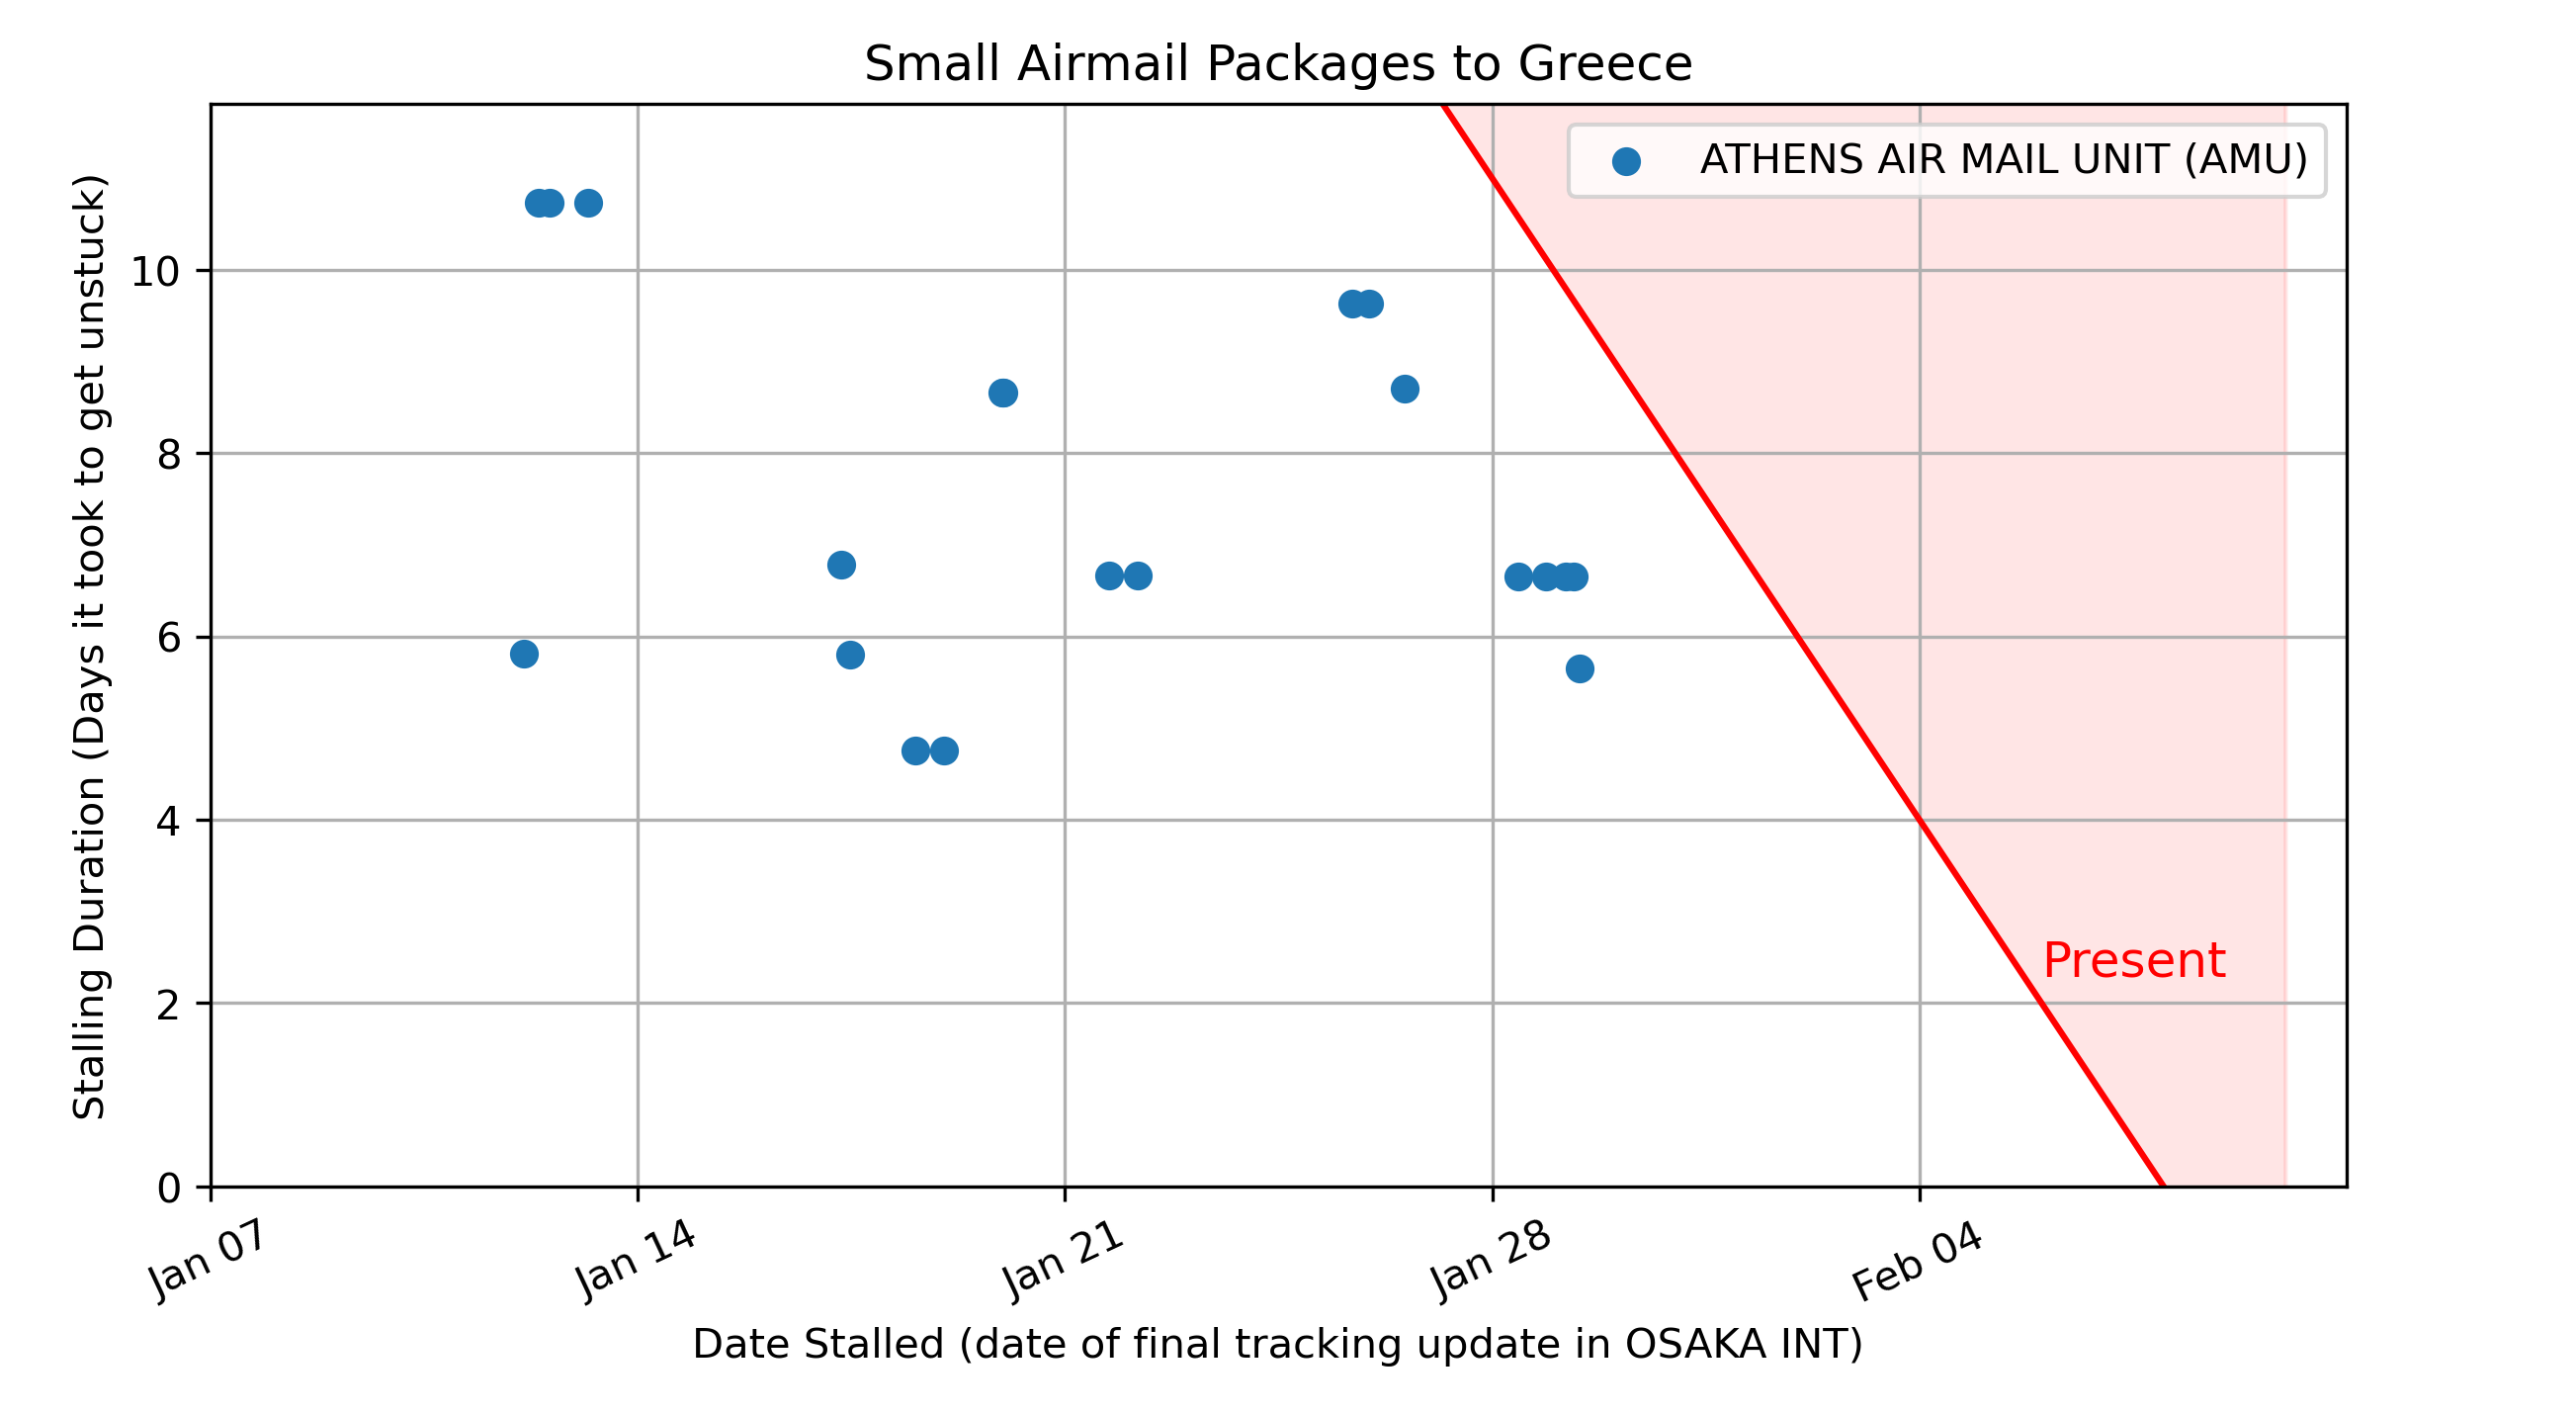 Small Airmail Packages to Greece
ATHENS AIR MAIL UNIT (AMU)
Stalling Duration (Days it took to get unstuck)
10
8
6
4
2
0
Present
Jan 07
Jan 14
Jan 21
Jan 28
Feb 04
Date Stalled (date of final tracking update in OSAKA INT)